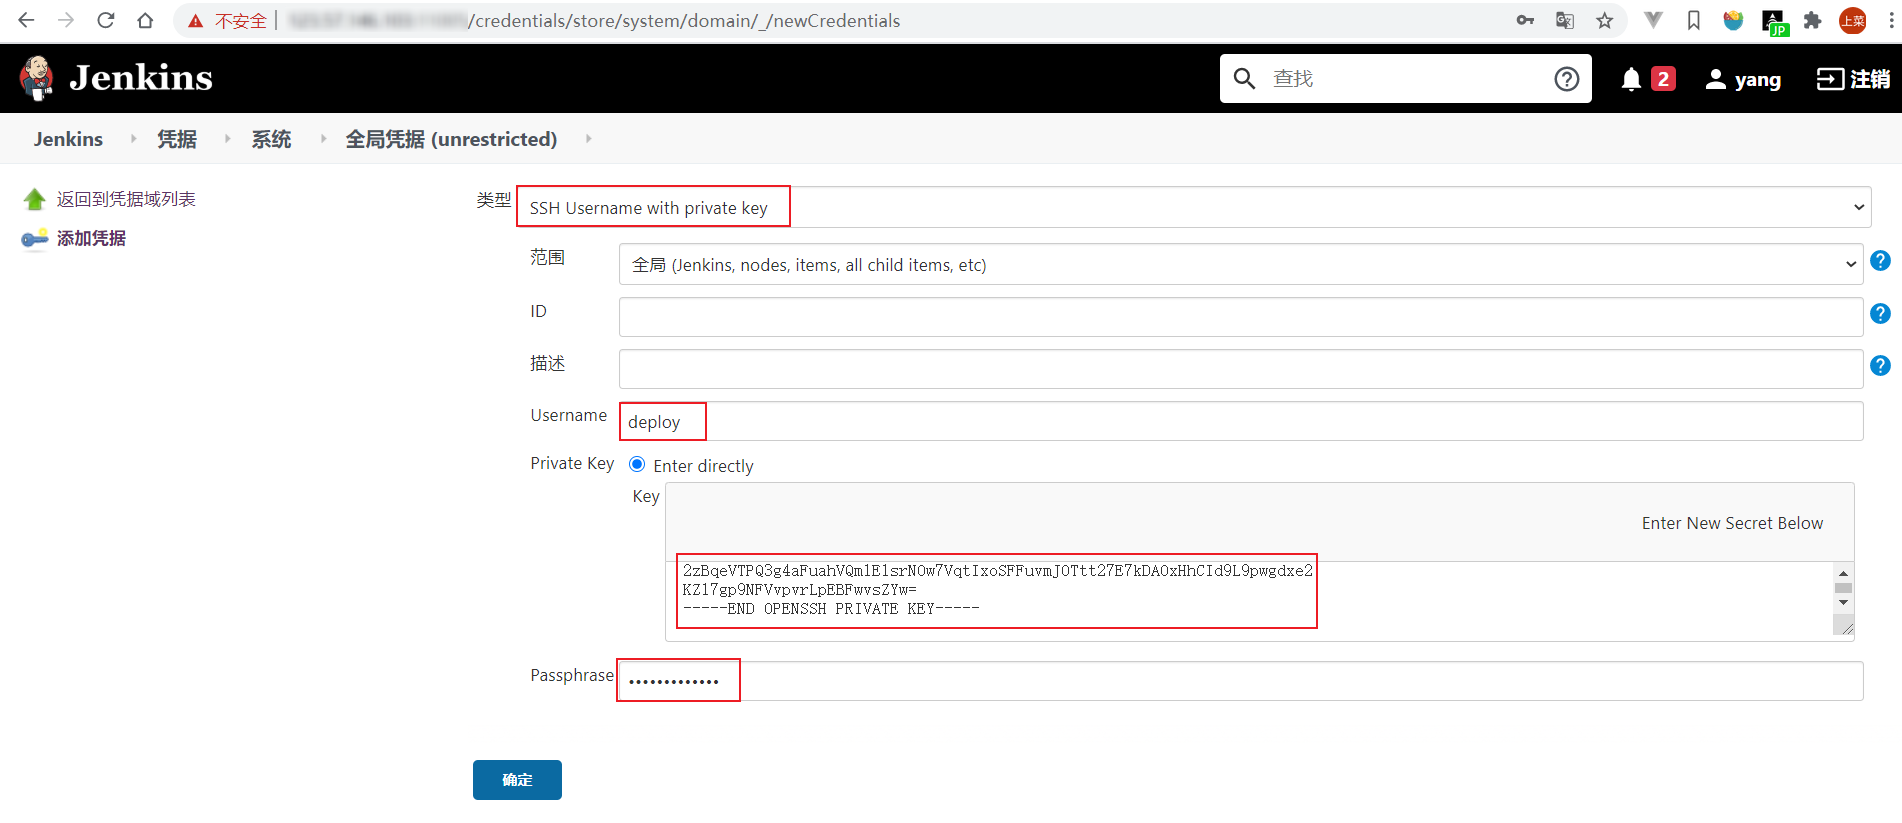 不安全 /credentials/store/system/domain/_/newCredentials
上菜
JP
Jenkins
查找
2
yang
注销
Jenkins 凭据 系统 全局凭据 (unrestricted)
返回到凭据域列表
添加凭据
类型 SSH Username with private key
范围 全局 (Jenkins, nodes, items, all child items, etc)
ID
描述
Username deploy
Private Key Enter directly
Key
Enter New Secret Below
2zBqeVTPQ3g4aFuahVQmlE1srNOw7VqtIxoSFFuvmJOTtt27E7kDAOxHhCId9L9pwgdxe2
KZ17gp9NFVvpvrLpEBFwvsZYw=
-----END OPENSSH PRIVATE KEY-----
Passphrase •••••••••••••
确定